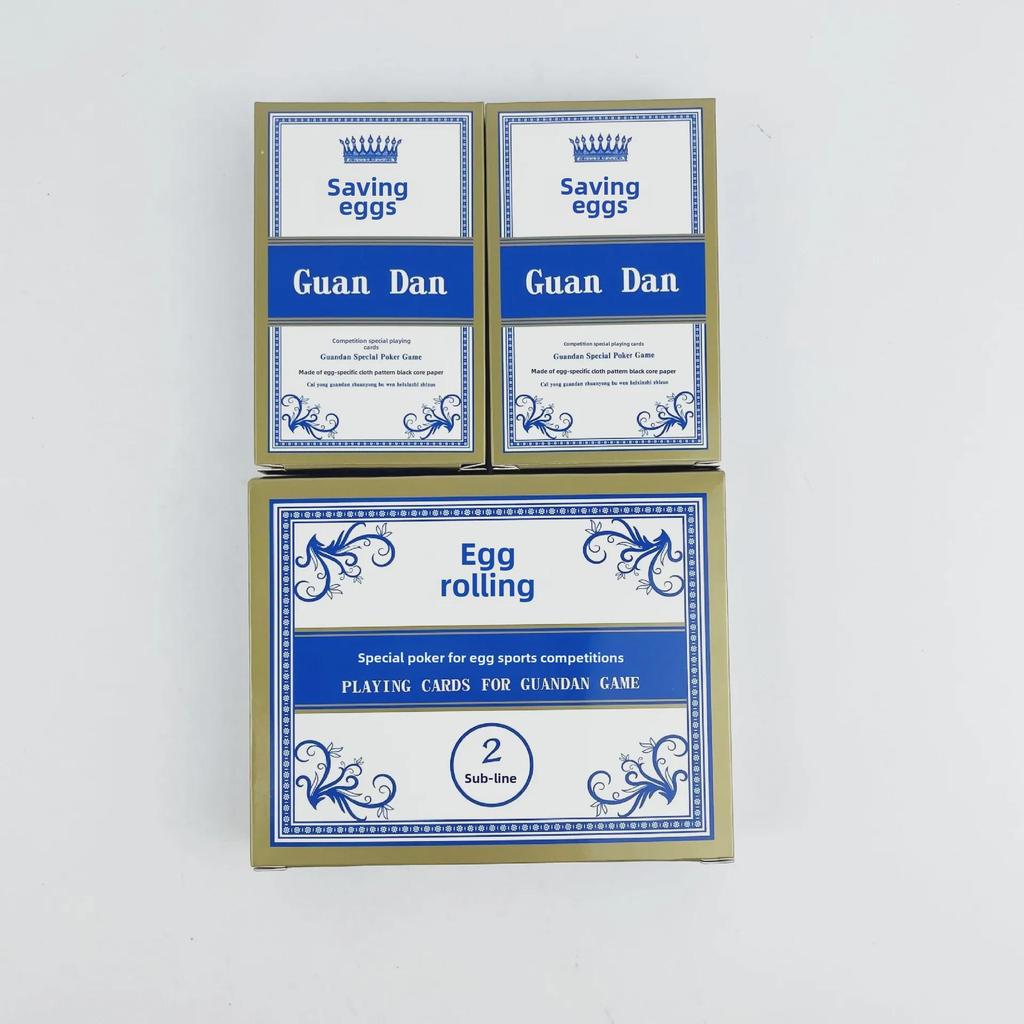 Saving
eggs
Guan Dan
Competition special playing
cards
Guandan Special Poker Game
Made of egg-specific cloth pattern black core paper
Cai yong guandan zhuanyong bu wen heixinzhi zhizuo
Saving
eggs
Guan Dan
Competition special playing cards
Guandan Special Poker Game
Made of egg-specific cloth pattern black core paper
Cai yong guandan zhuanyong bu wen heixinzhi zhizuo
Egg
rolling
Special poker for egg sports competitions
PLAYING CARDS FOR GUANDAN GAME
2
Sub-line